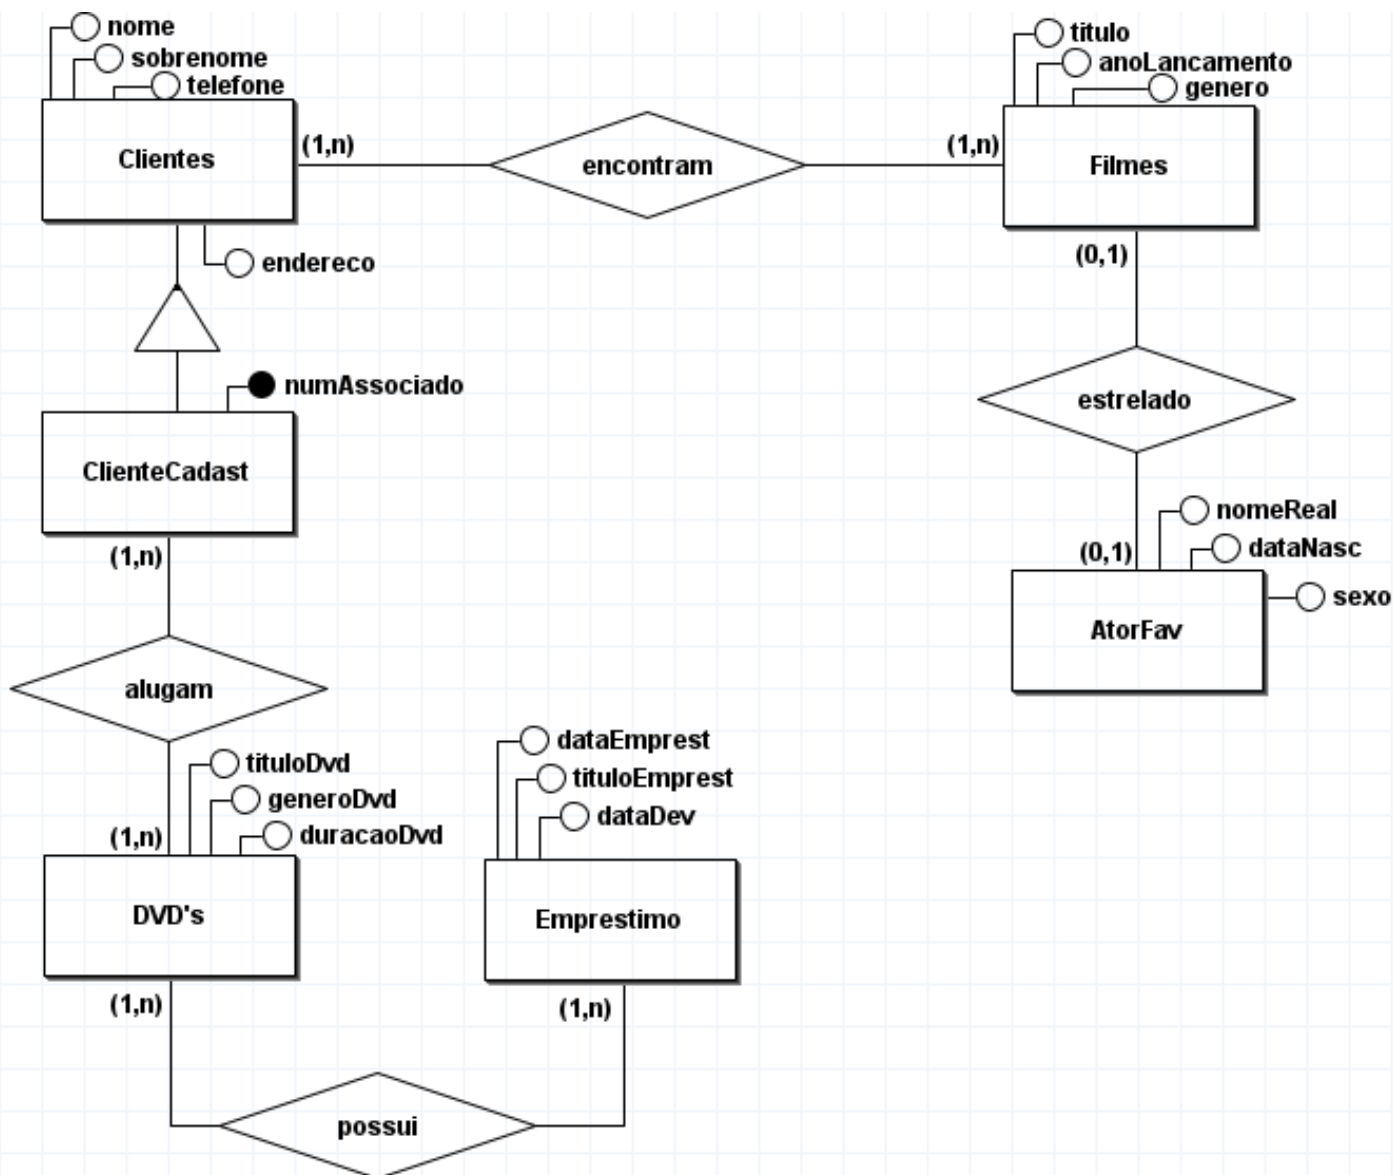 nome
sobrenome
telefone
Clientes
(1,n)
encontram
(1,n)
titulo
anoLancamento
genero
Filmes
endereco
(0,1)
estrelado
numAssociado
ClienteCadast
(1,n)
(0,1)
nomeReal
dataNasc
sexo
AtorFav
alugam
tituloDvd
generoDvd
duracaoDvd
(1,n)
DVD's
dataEmprest
tituloEmprest
dataDev
Emprestimo
(1,n)
(1,n)
possui